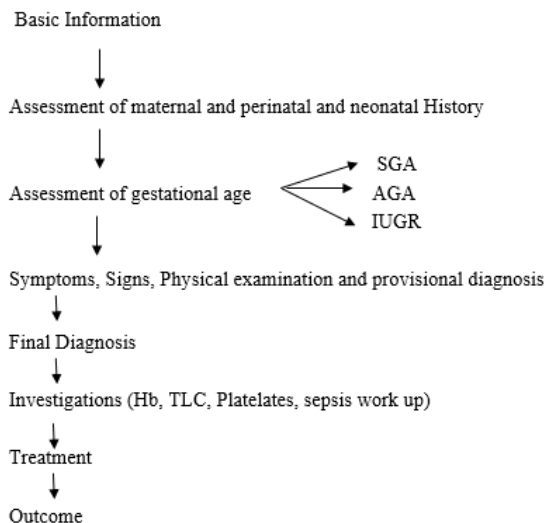 Basic Information
Assessment of maternal and perinatal and neonatal History
SGA
Assessment of gestational age
AGA
IUGR
Symptoms, Signs, Physical examination and provisional diagnosis
Final Diagnosis
Investigations (Hb, TLC, Platelates, sepsis work up)
Treatment
Outcome